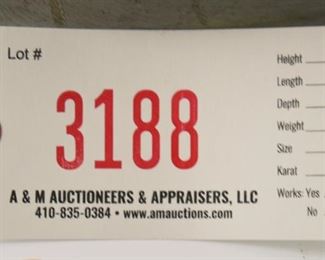 Lot #
3188
A & M AUCTIONEERS & APPRAISERS, LLC
410-835-0384 • www.amauctions.com
Height
Length
Depth
Weight
Size
Karat
Works: Yes
No